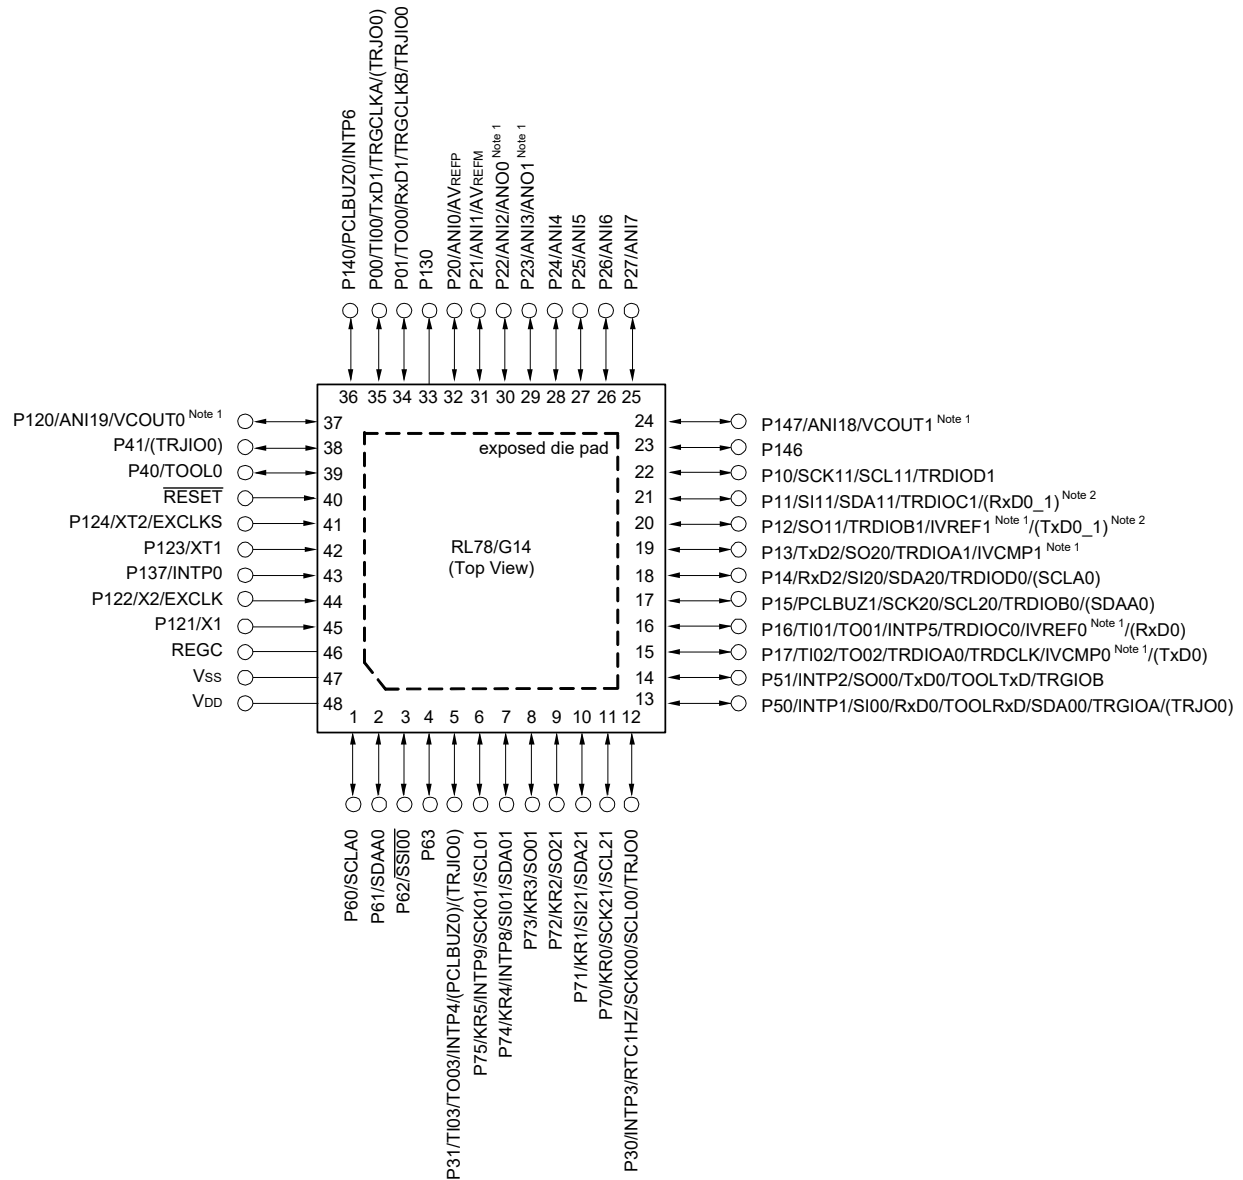 P140/PCLBUZ0/INTP6
P00/TI00/TxD1/TRGCLKA/(TRJO0)
P01/TO00/RxD1/TRGCLKB/TRJIO0
P130
P20/ANI0/AVREFP
P21/ANI1/AVREFM
P22/ANI2/ANO0 Note 1
P23/ANI3/ANO1 Note 1
P24/ANI4
P25/ANI5
P26/ANI6
P27/ANI7
36 35 34 33 32 31 30 29 28 27 26 25
P120/ANI19/VCOUT0 Note 1 37
P41/(TRJIO0) 38
P40/TOOL0 39
RESET 40
P124/XT2/EXCLKS 41
P123/XT1 42
P137/INTP0 43
P122/X2/EXCLK 44
P121/X1 45
REGC 46
VSS 47
VDD 48
exposed die pad
RL78/G14
(Top View)
24 P147/ANI18/VCOUT1 Note 1
23 P146
22 P10/SCK11/SCL11/TRDIOD1
21 P11/SI11/SDA11/TRDIOC1/(RxD0_1) Note 2
20 P12/SO11/TRDIOB1/IVREF1 Note 1/(TxD0_1) Note 2
19 P13/TxD2/SO20/TRDIOA1/IVCMP1 Note 1
18 P14/RxD2/SI20/SDA20/TRDIOD0/(SCLA0)
17 P15/PCLBUZ1/SCK20/SCL20/TRDIOB0/(SDAA0)
16 P16/TI01/TO01/INTP5/TRDIOC0/IVREF0 Note 1/(RxD0)
15 P17/TI02/TO02/TRDIOA0/TRDCLK/IVCMP0 Note 1/(TxD0)
14 P51/INTP2/SO00/TxD0/TOOLTxD/TRGIOB
13 P50/INTP1/SI00/RxD0/TOOLRxD/SDA00/TRGIOA/(TRJO0)
1 2 3 4 5 6 7 8 9 10 11 12
P60/SCLA0
P61/SDAA0
P62/SSI00
P63
P31/TI03/TO03/INTP4/(PCLBUZ0)/(TRJIO0)
P75/KR5/INTP9/SCK01/SCL01
P74/KR4/INTP8/SI01/SDA01
P73/KR3/SO01
P72/KR2/SO21
P71/KR1/SI21/SDA21
P70/KR0/SCK21/SCL21
P30/INTP3/RTC1HZ/SCK00/SCL00/TRJO0